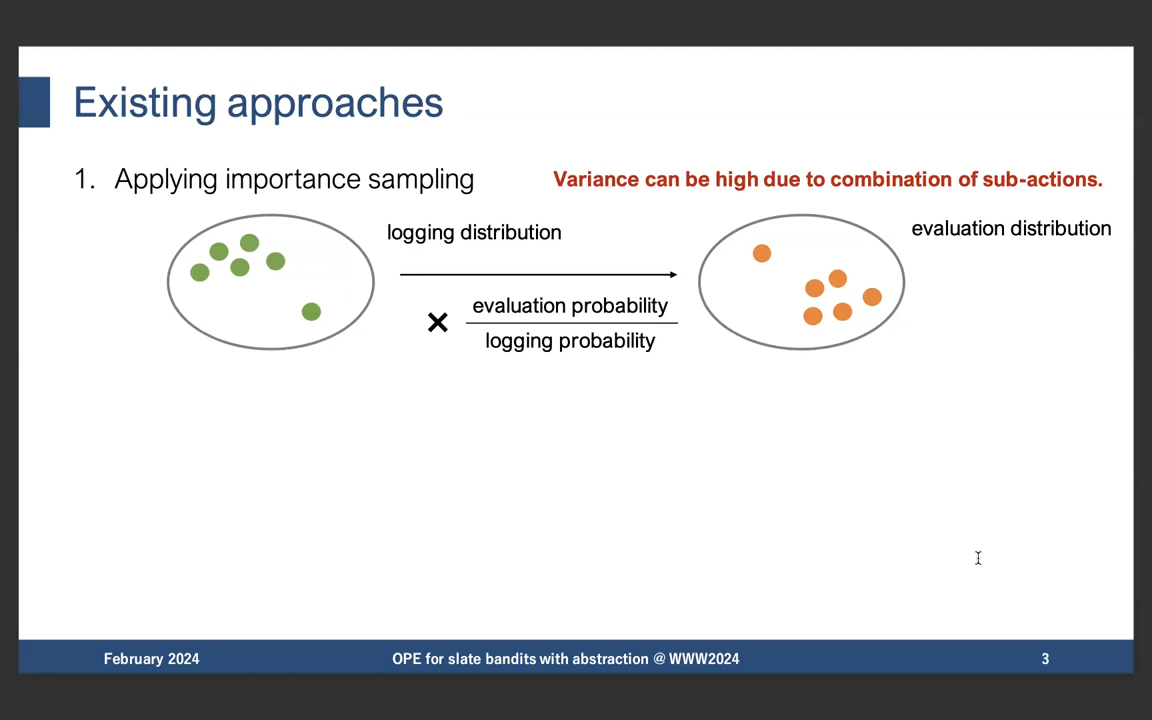 Existing approaches
1. Applying importance sampling
Variance can be high due to combination of sub-actions.
logging distribution
evaluation distribution
× evaluation probability
logging probability
February 2024
OPE for slate bandits with abstraction @ WWW2024
3